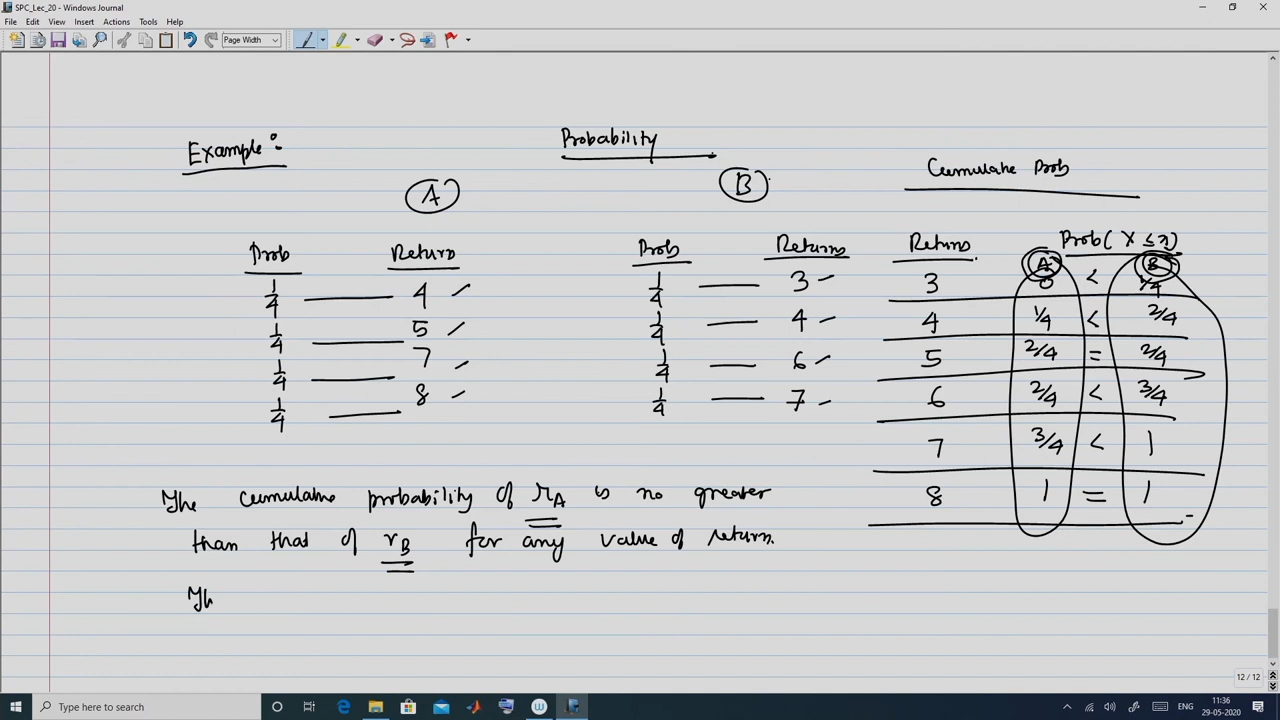 SPC_Lec_20 - Windows Journal
File Edit View Insert Actions Tools Help
Page Width
Example:
Probability
Cumulate Prob
A B
Prob Return Prob Returns Returns Prob( X ≤ x)
A B
1/4 4 1/4 3 3 0 < 1/4
1/4 5 1/4 4 4 1/4 < 2/4
1/4 7 1/4 6 5 2/4 = 2/4
1/4 8 1/4 7 6 2/4 < 3/4
7 3/4 < 1
8 1 = 1
The cumulative probability of rA is no greater
than that of rB for any value of return.
Th
12 / 12
Type here to search
ENG
11:36
29-05-2020